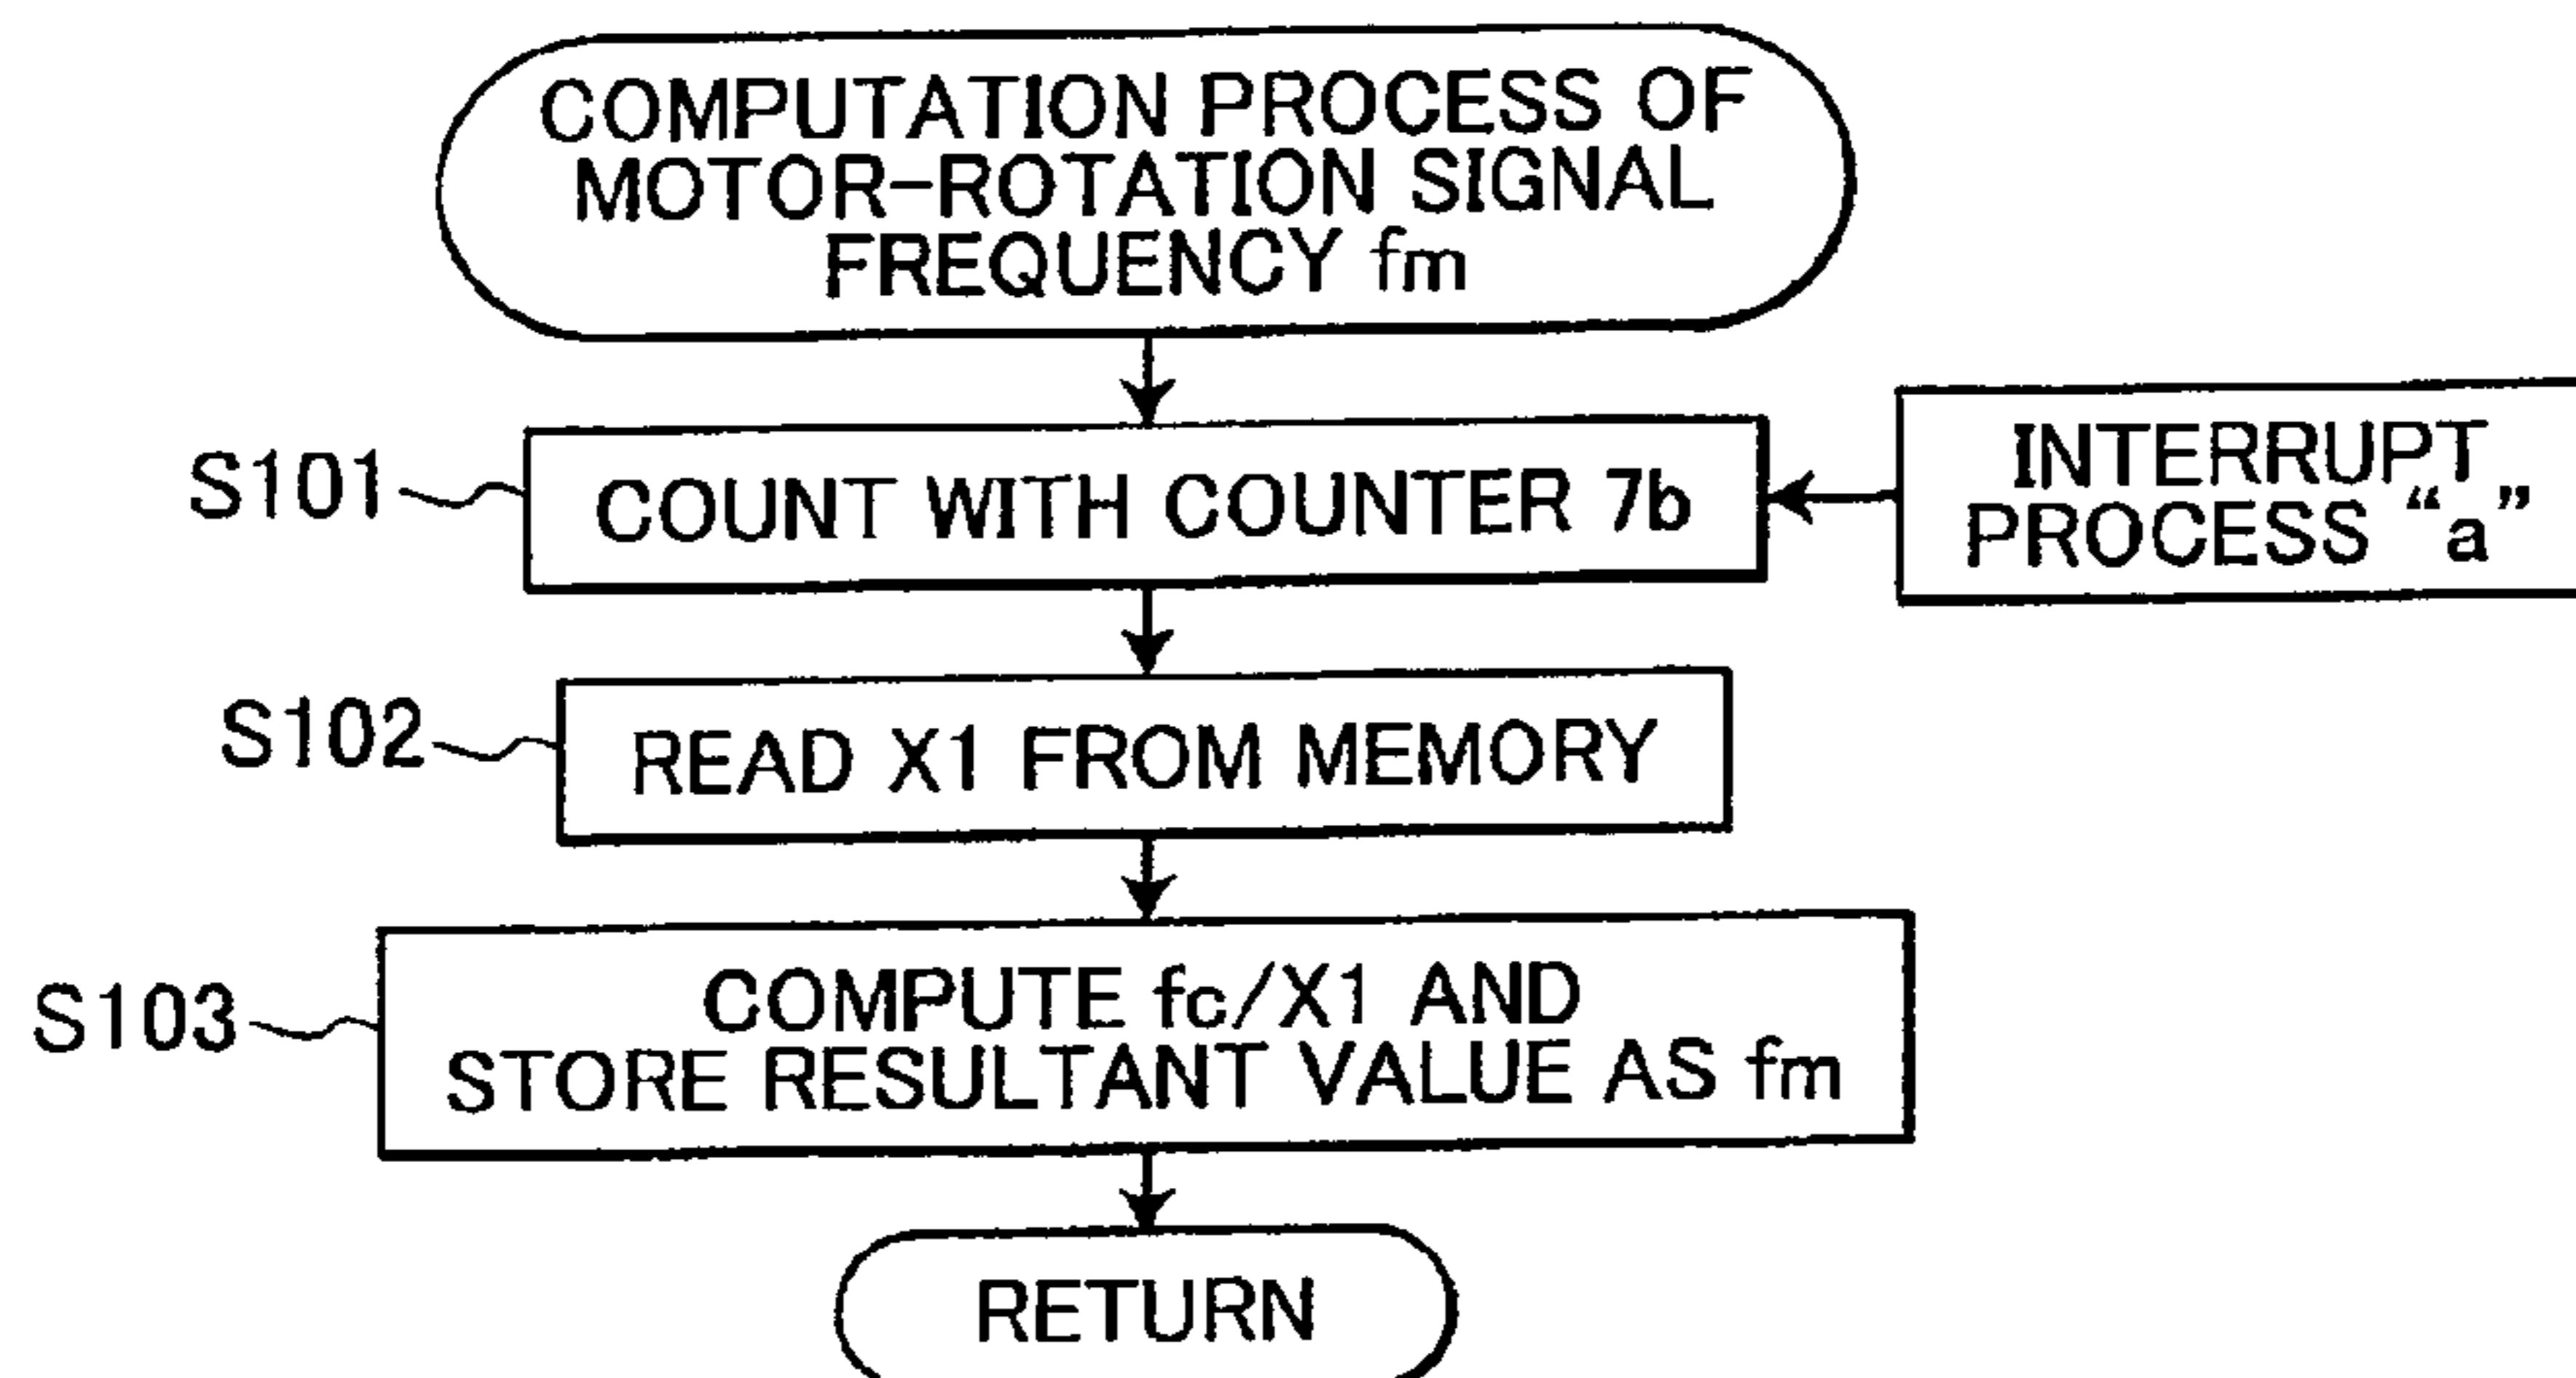 COMPUTATION PROCESS OF
MOTOR-ROTATION SIGNAL
FREQUENCY fm
S101
COUNT WITH COUNTER 7b
INTERRUPT
PROCESS “a”
S102
READ X1 FROM MEMORY
S103
COMPUTE fc/X1 AND
STORE RESULTANT VALUE AS fm
RETURN